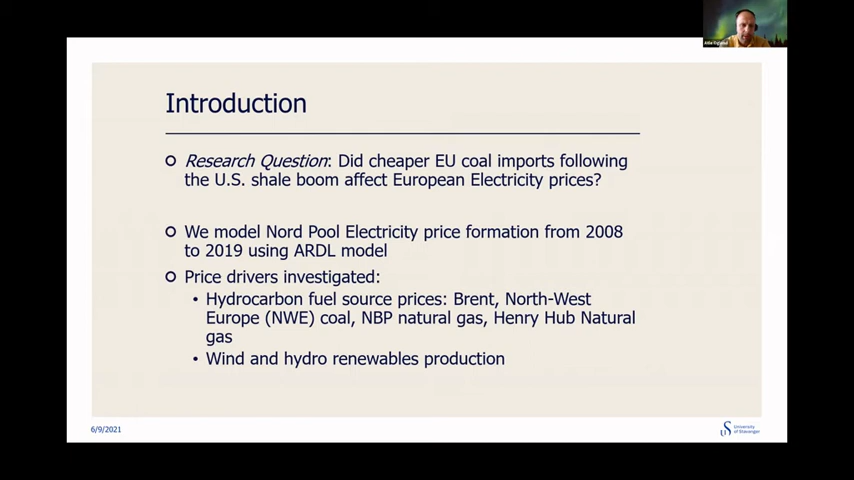 Introduction
Research Question: Did cheaper EU coal imports following
the U.S. shale boom affect European Electricity prices?
We model Nord Pool Electricity price formation from 2008
to 2019 using ARDL model
Price drivers investigated:
Hydrocarbon fuel source prices: Brent, North-West
Europe (NWE) coal, NBP natural gas, Henry Hub Natural
gas
Wind and hydro renewables production
6/9/2021
University
of Stavanger